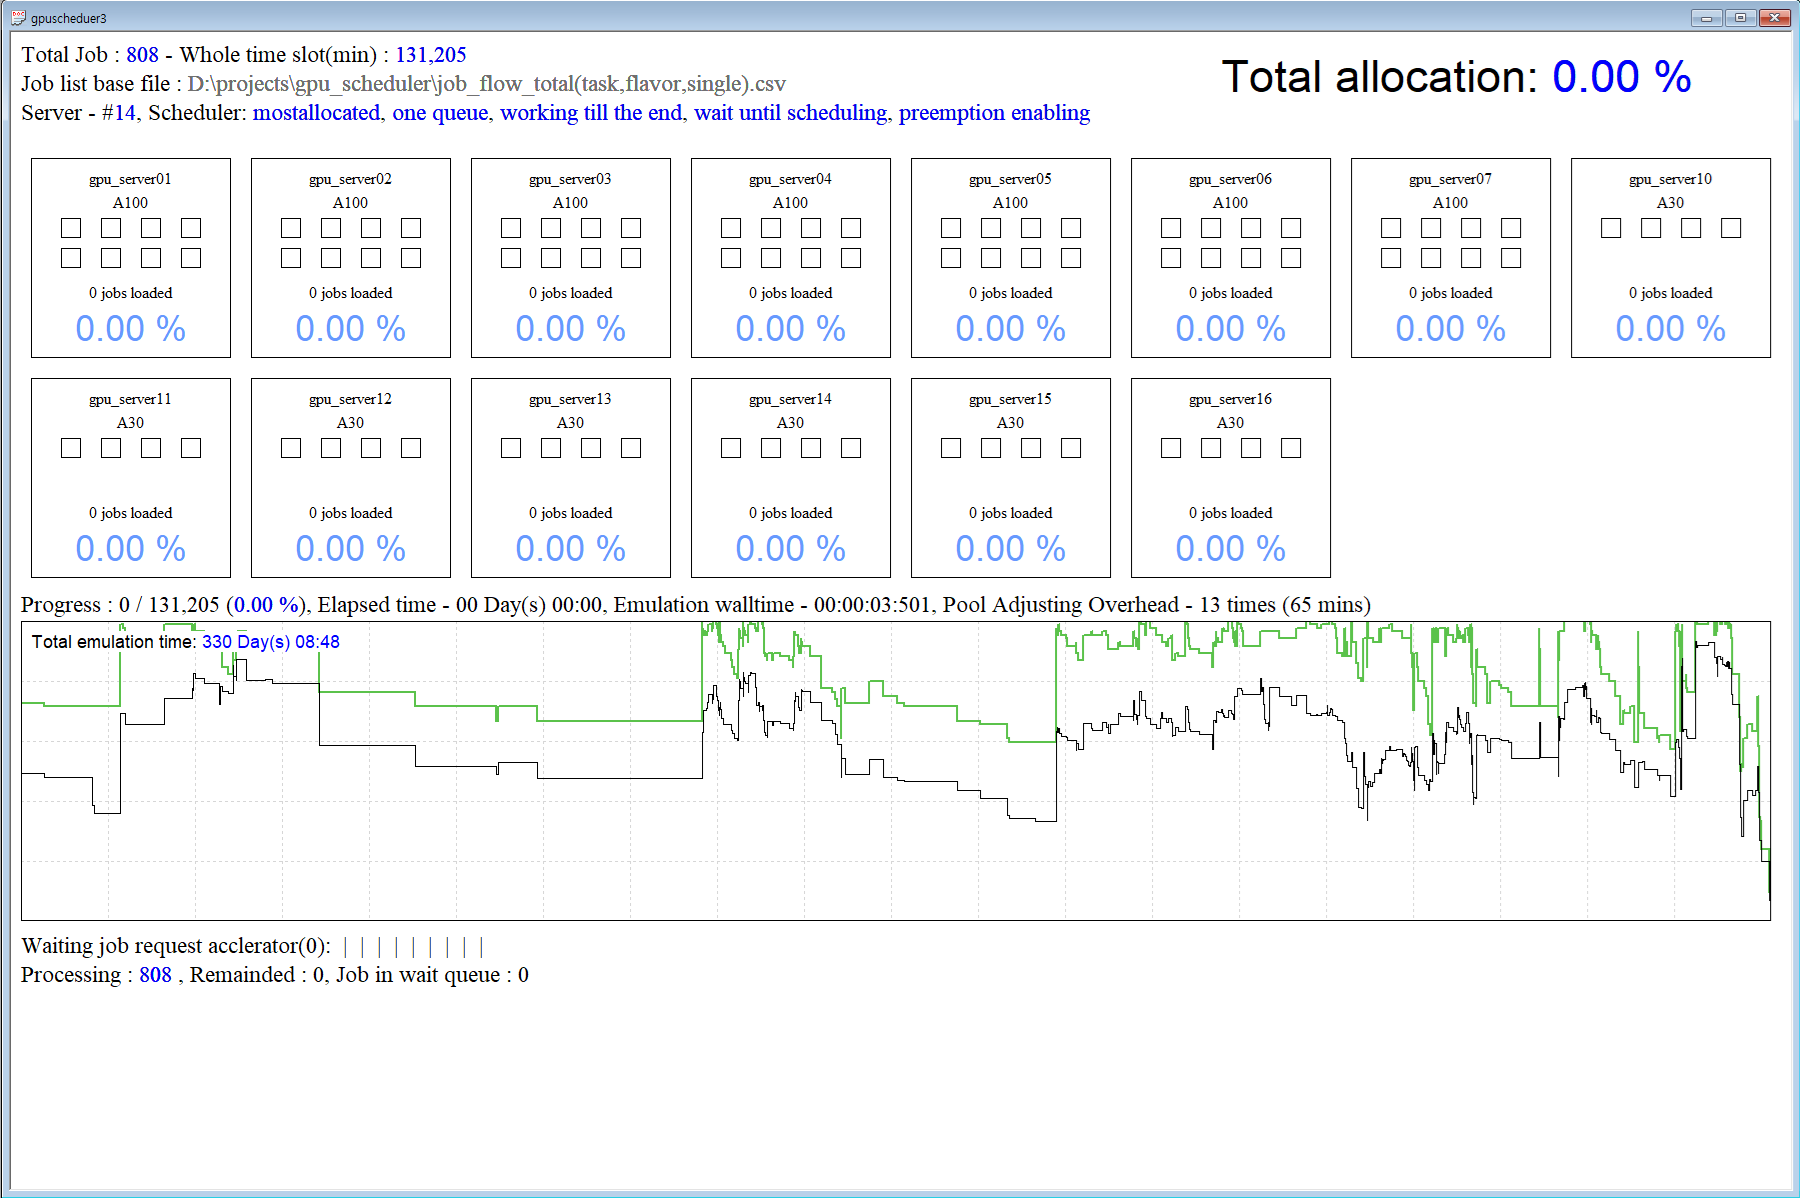 gpuscheduer3
Total Job : 808 - Whole time slot(min) : 131,205
Job list base file : D:\projects\gpu_scheduler\job_flow_total(task,flavor,single).csv
Server - #14, Scheduler: mostallocated, one queue, working till the end, wait until scheduling, preemption enabling
Total allocation: 0.00 %
gpu_server01 gpu_server02 gpu_server03 gpu_server04 gpu_server05 gpu_server06 gpu_server07 gpu_server10
A100 A100 A100 A100 A100 A100 A100 A30
0 jobs loaded 0 jobs loaded 0 jobs loaded 0 jobs loaded 0 jobs loaded 0 jobs loaded 0 jobs loaded 0 jobs loaded
0.00 % 0.00 % 0.00 % 0.00 % 0.00 % 0.00 % 0.00 % 0.00 %
gpu_server11 gpu_server12 gpu_server13 gpu_server14 gpu_server15 gpu_server16
A30 A30 A30 A30 A30 A30
0 jobs loaded 0 jobs loaded 0 jobs loaded 0 jobs loaded 0 jobs loaded 0 jobs loaded
0.00 % 0.00 % 0.00 % 0.00 % 0.00 % 0.00 %
Progress : 0 / 131,205 (0.00 %), Elapsed time - 00 Day(s) 00:00, Emulation walltime - 00:00:03:501, Pool Adjusting Overhead - 13 times (65 mins)
Total emulation time: 330 Day(s) 08:48
Waiting job request acclerator(0): | | | | | | | | |
Processing : 808 , Remainded : 0, Job in wait queue : 0